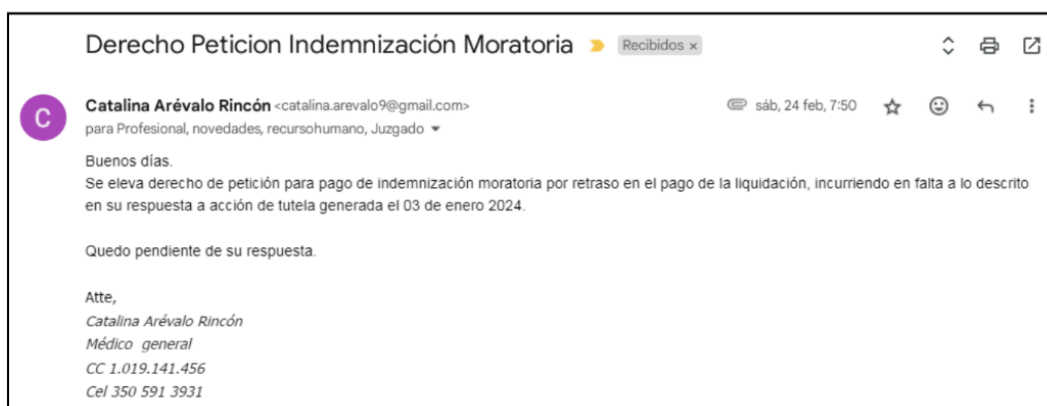 Derecho Peticion Indemnización Moratoria Recibidos x
C
Catalina Arévalo Rincón <catalina.arevalo9@gmail.com> sáb, 24 feb, 7:50
para Profesional, novedades, recursohumano, Juzgado
Buenos días.
Se eleva derecho de petición para pago de indemnización moratoria por retraso en el pago de la liquidación, incurriendo en falta a lo descrito
en su respuesta a acción de tutela generada el 03 de enero 2024.
Quedo pendiente de su respuesta.
Atte,
Catalina Arévalo Rincón
Médico general
CC 1.019.141.456
Cel 350 591 3931